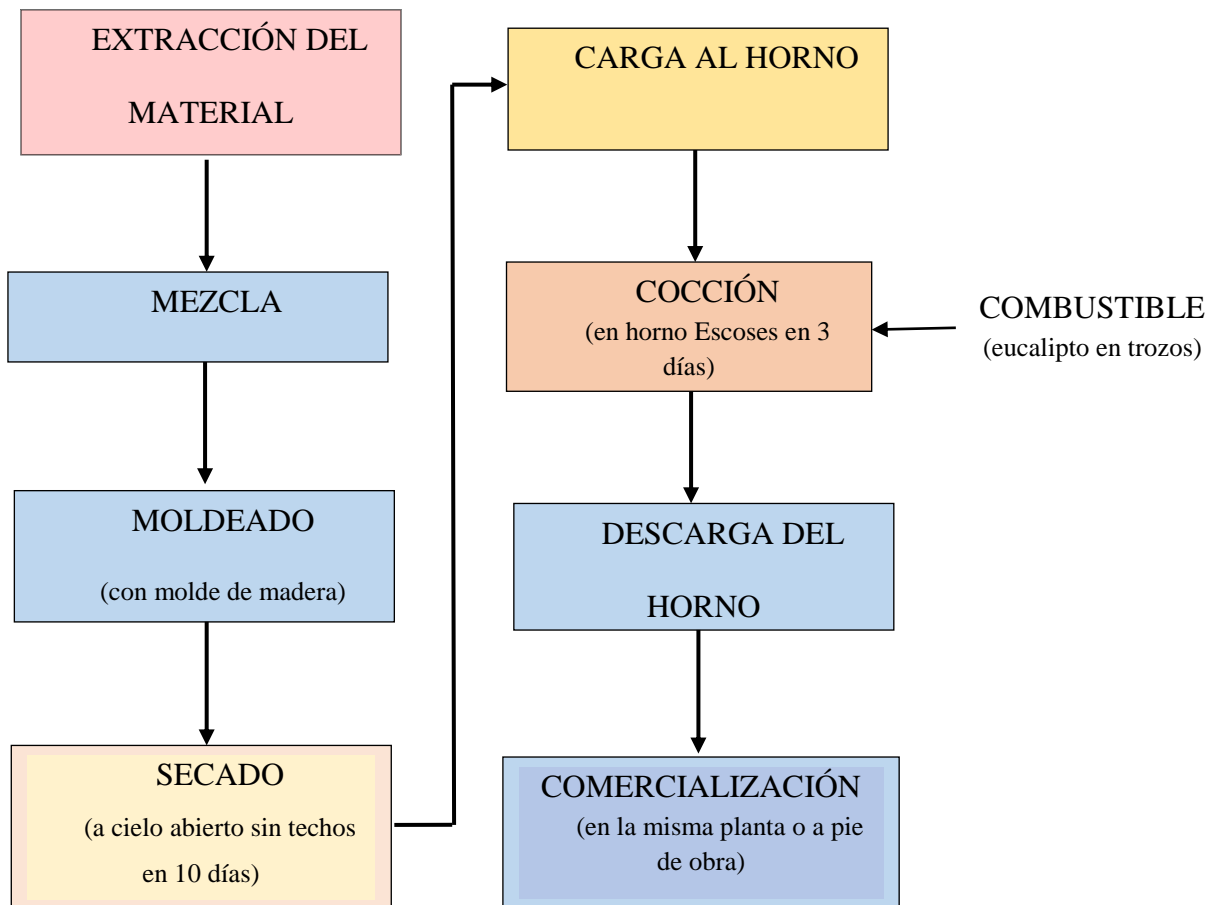 EXTRACCIÓN DEL
MATERIAL
MEZCLA
MOLDEADO
(con molde de madera)
SECADO
(a cielo abierto sin techos
en 10 días)
CARGA AL HORNO
COCCIÓN
(en horno Escoses en 3
días)
COMBUSTIBLE
(eucalipto en trozos)
DESCARGA DEL
HORNO
COMERCIALIZACIÓN
(en la misma planta o a pie
de obra)